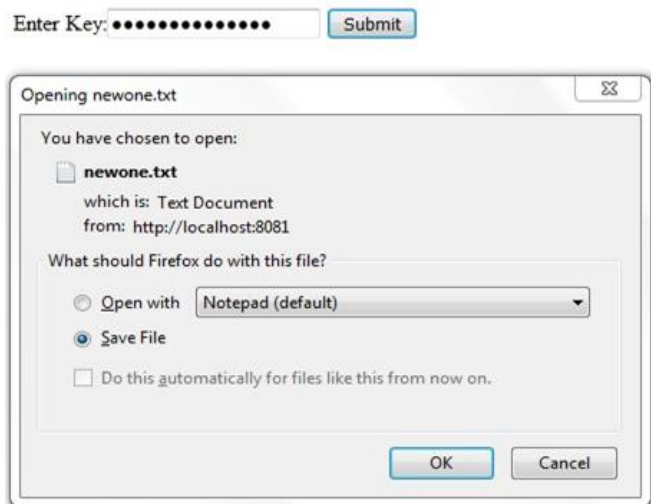 Enter Key: ●●●●●●●●●●●●●● Submit
Opening newone.txt
You have chosen to open:
newone.txt
which is: Text Document
from: http://localhost:8081
What should Firefox do with this file?
Open with Notepad (default)
Save File
Do this automatically for files like this from now on.
OK Cancel